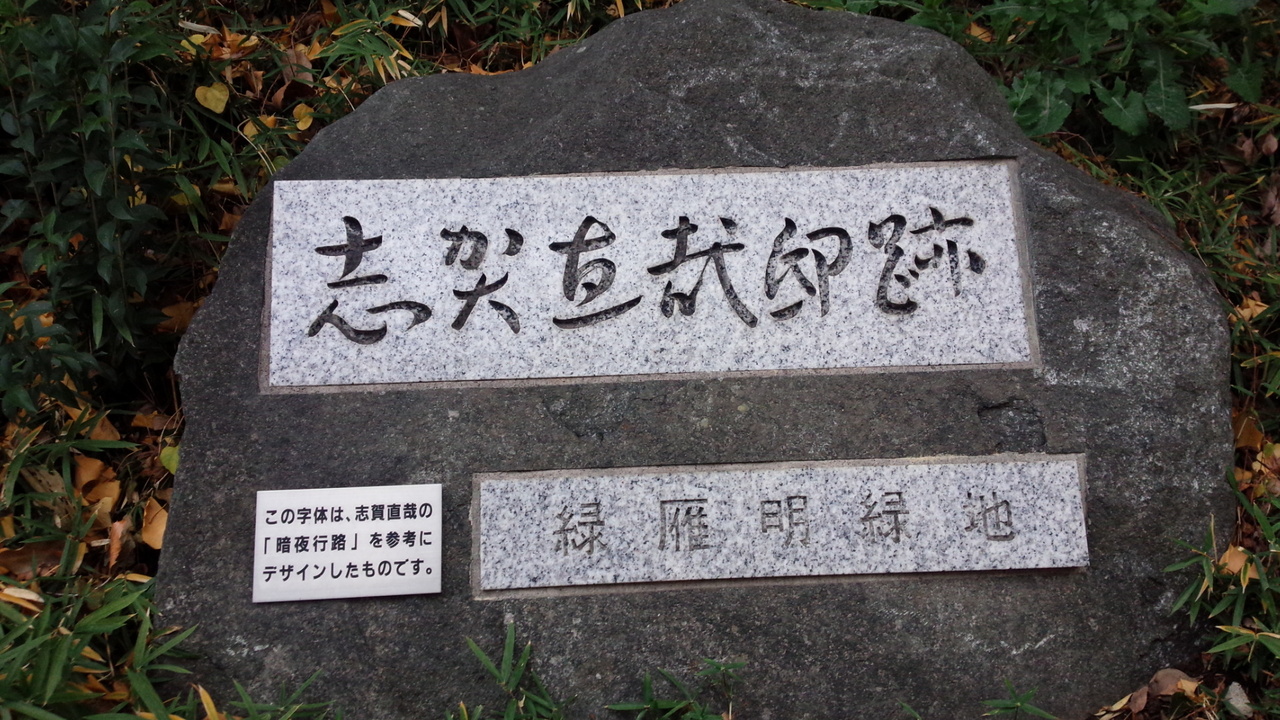 志賀直哉邸跡
緑雁明緑地
この字体は、志賀直哉の
「暗夜行路」を参考に
デザインしたものです。